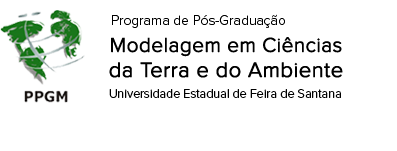 Programa de Pós-Graduação
Modelagem em Ciências
da Terra e do Ambiente
PPGM
Universidade Estadual de Feira de Santana